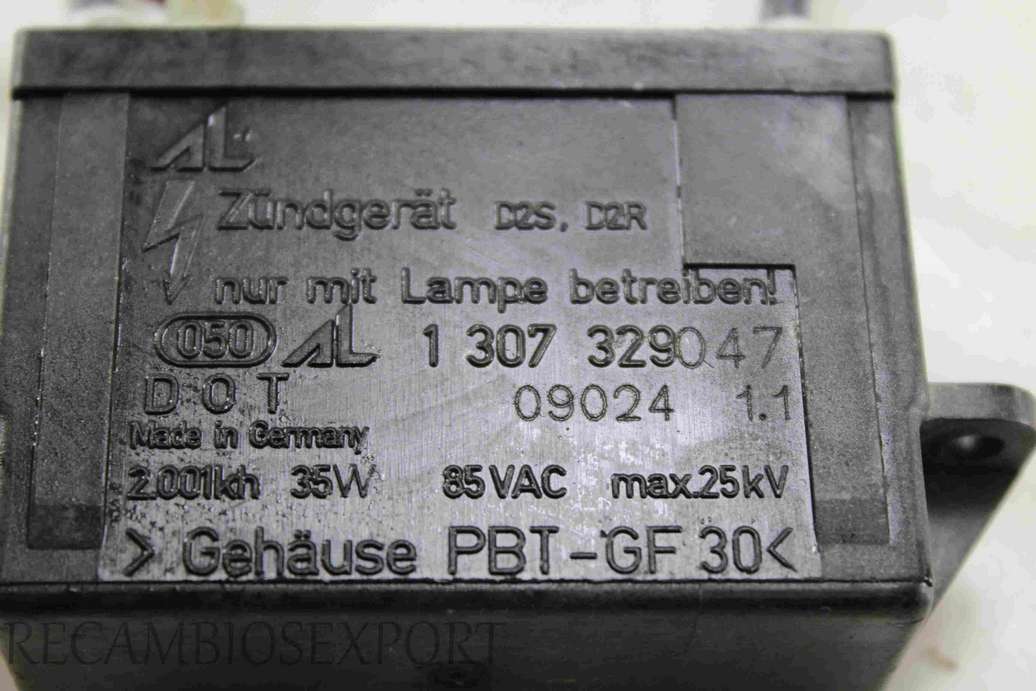 AL
Zündgerät D2S, D2R
nur mit Lampe betreiben!
050 AL 1 307 329047
DOT 09024 1.1
Made in Germany
2.001kh 35W 85VAC max.25kV
> Gehäuse PBT-GF 30<
RECAMBIOSEXPORT